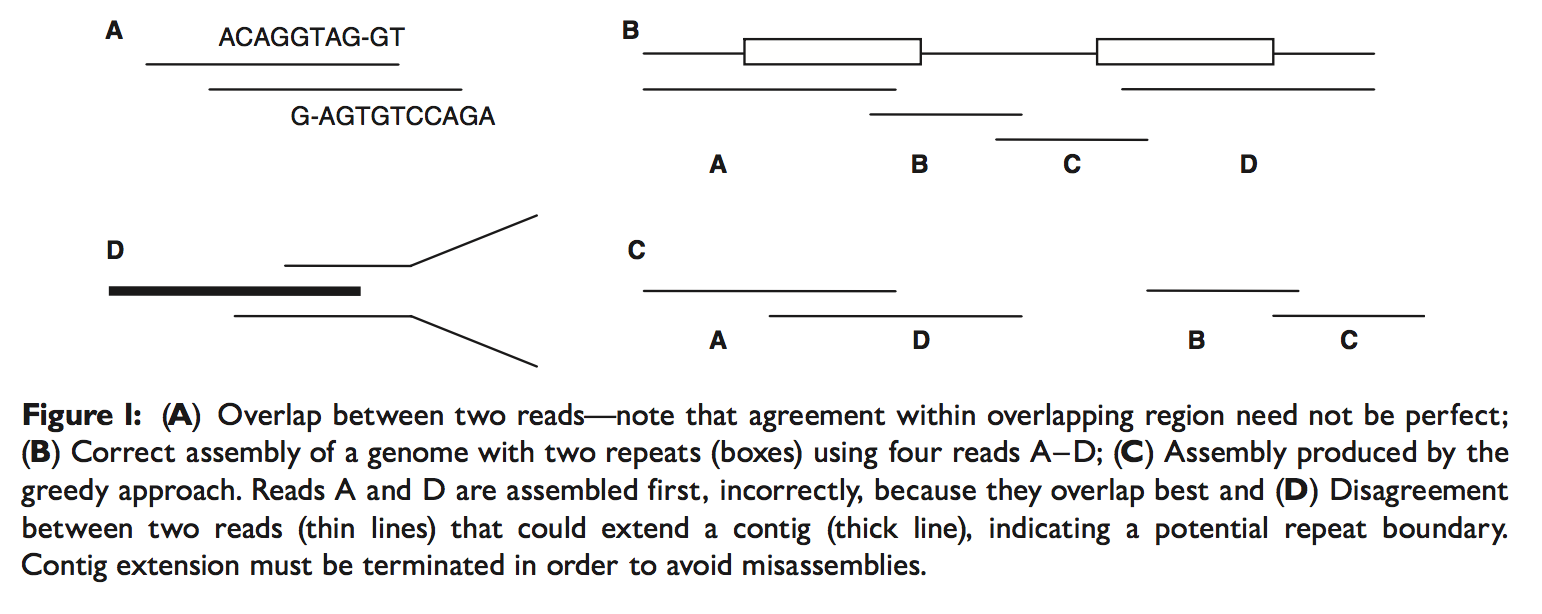 A
ACAGGTAG-GT
G-AGTGTCCAGA
B
A
B
C
D
D
C
A
D
B
C
Figure 1: (A) Overlap between two reads—note that agreement within overlapping region need not be perfect;
(B) Correct assembly of a genome with two repeats (boxes) using four reads A–D; (C) Assembly produced by the
greedy approach. Reads A and D are assembled first, incorrectly, because they overlap best and (D) Disagreement
between two reads (thin lines) that could extend a contig (thick line), indicating a potential repeat boundary.
Contig extension must be terminated in order to avoid misassemblies.